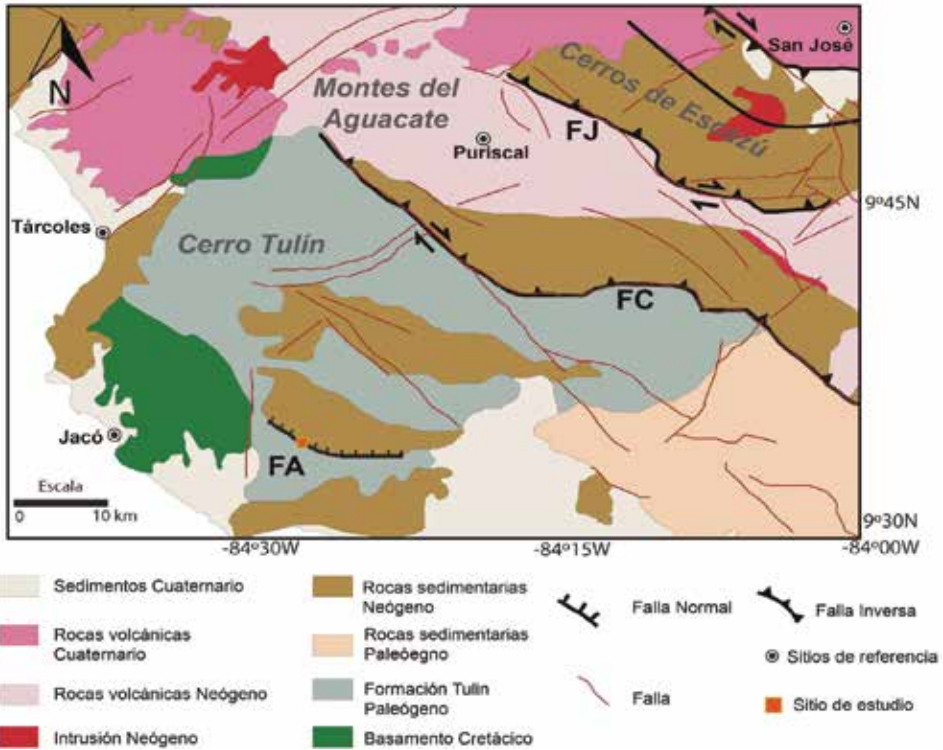 San José
N
Montes del
Aguacate
Cerros de Escazú
FJ
Puriscal
9º45N
Tárcoles
Cerro Tulín
FC
Jacó
FA
Escala
0 10 km
9º30N
-84º30W
-84º15W
-84º00W
Sedimentos Cuaternario
Rocas volcánicas
Cuaternario
Rocas volcánicas Neógeno
Intrusión Neógeno
Rocas sedimentarias
Neógeno
Rocas sedimentarias
Paleóegno
Formación Tulin
Paleógeno
Basamento Cretácico
Falla Normal
Falla
Falla Inversa
Sitios de referencia
Sitio de estudio